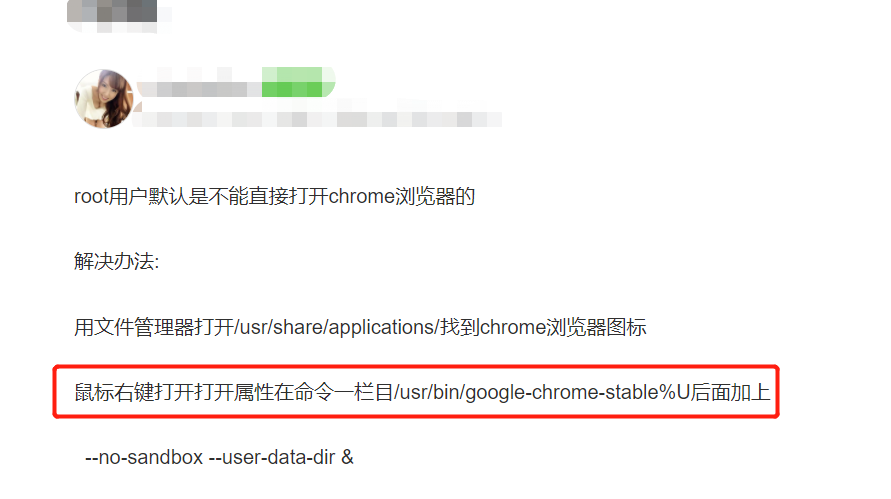 root用户默认是不能直接打开chrome浏览器的
解决办法:
用文件管理器打开/usr/share/applications/找到chrome浏览器图标
鼠标右键打开打开属性在命令一栏目/usr/bin/google-chrome-stable%U后面加上
--no-sandbox --user-data-dir &